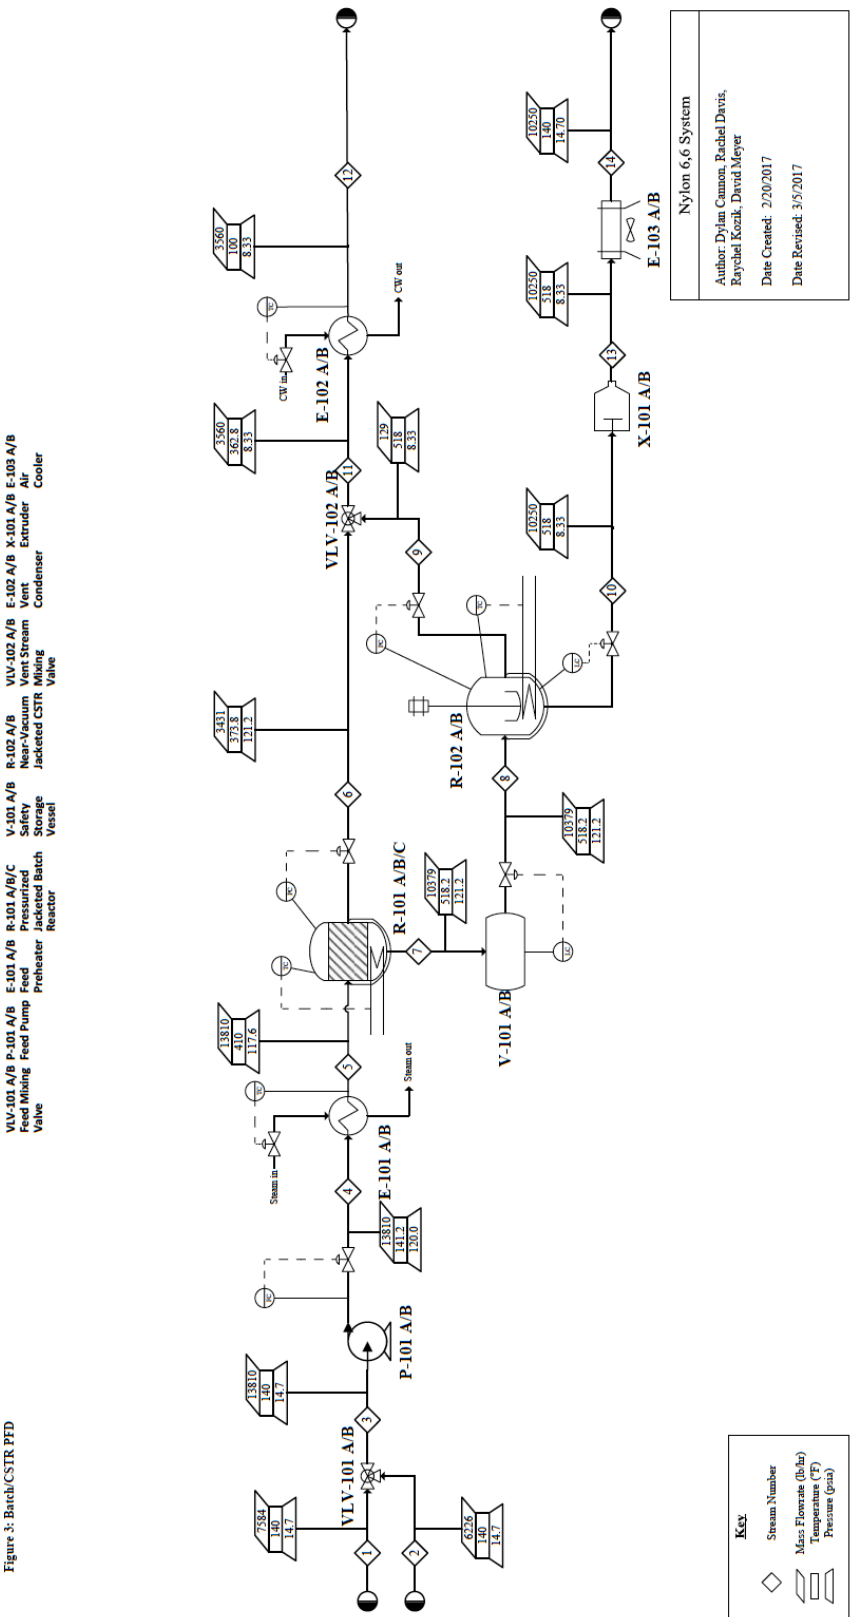 Figure 3: Batch/CSTR PFD
VLV-101 A/B
Feed Mixing
Valve
P-101 A/B
Feed Pump
E-101 A/B
Feed
Preheater
R-101 A/B/C
Pressurized
Jacketed Batch
Reactor
V-101 A/B
Safety
Storage
Vessel
R-102 A/B
Near-Vacuum
Jacketed CSTR
VLV-102 A/B
Vent Stream
Mixing
Valve
E-102 A/B
Vent
Condenser
X-101 A/B
Extruder
E-103 A/B
Air
Cooler
7584
140
14.7
1
2
6226
140
14.7
VLV-101 A/B
3
13810
140
14.7
P-101 A/B
FC
13810
141.2
120.0
4
E-101 A/B
Steam in
TC
Steam out
5
13810
410
117.6
TC
PC
R-101 A/B/C
6
3431
373.8
121.2
7
10379
518.2
121.2
V-101 A/B
LC
8
10379
518.2
121.2
R-102 A/B
PC
TC
LC
9
129
518
8.33
VLV-102 A/B
11
3560
362.8
8.33
E-102 A/B
CW in
TC
CW out
3560
100
8.33
12
10
10250
518
8.33
X-101 A/B
13
10250
518
8.33
E-103 A/B
14
10250
140
14.70
Key
Stream Number
Mass Flowrate (lb/hr)
Temperature (°F)
Pressure (psia)
Nylon 6,6 System
Author: Dylan Cannon, Rachel Davis,
Raychel Kozik, David Meyer
Date Created: 2/20/2017
Date Revised: 3/5/2017